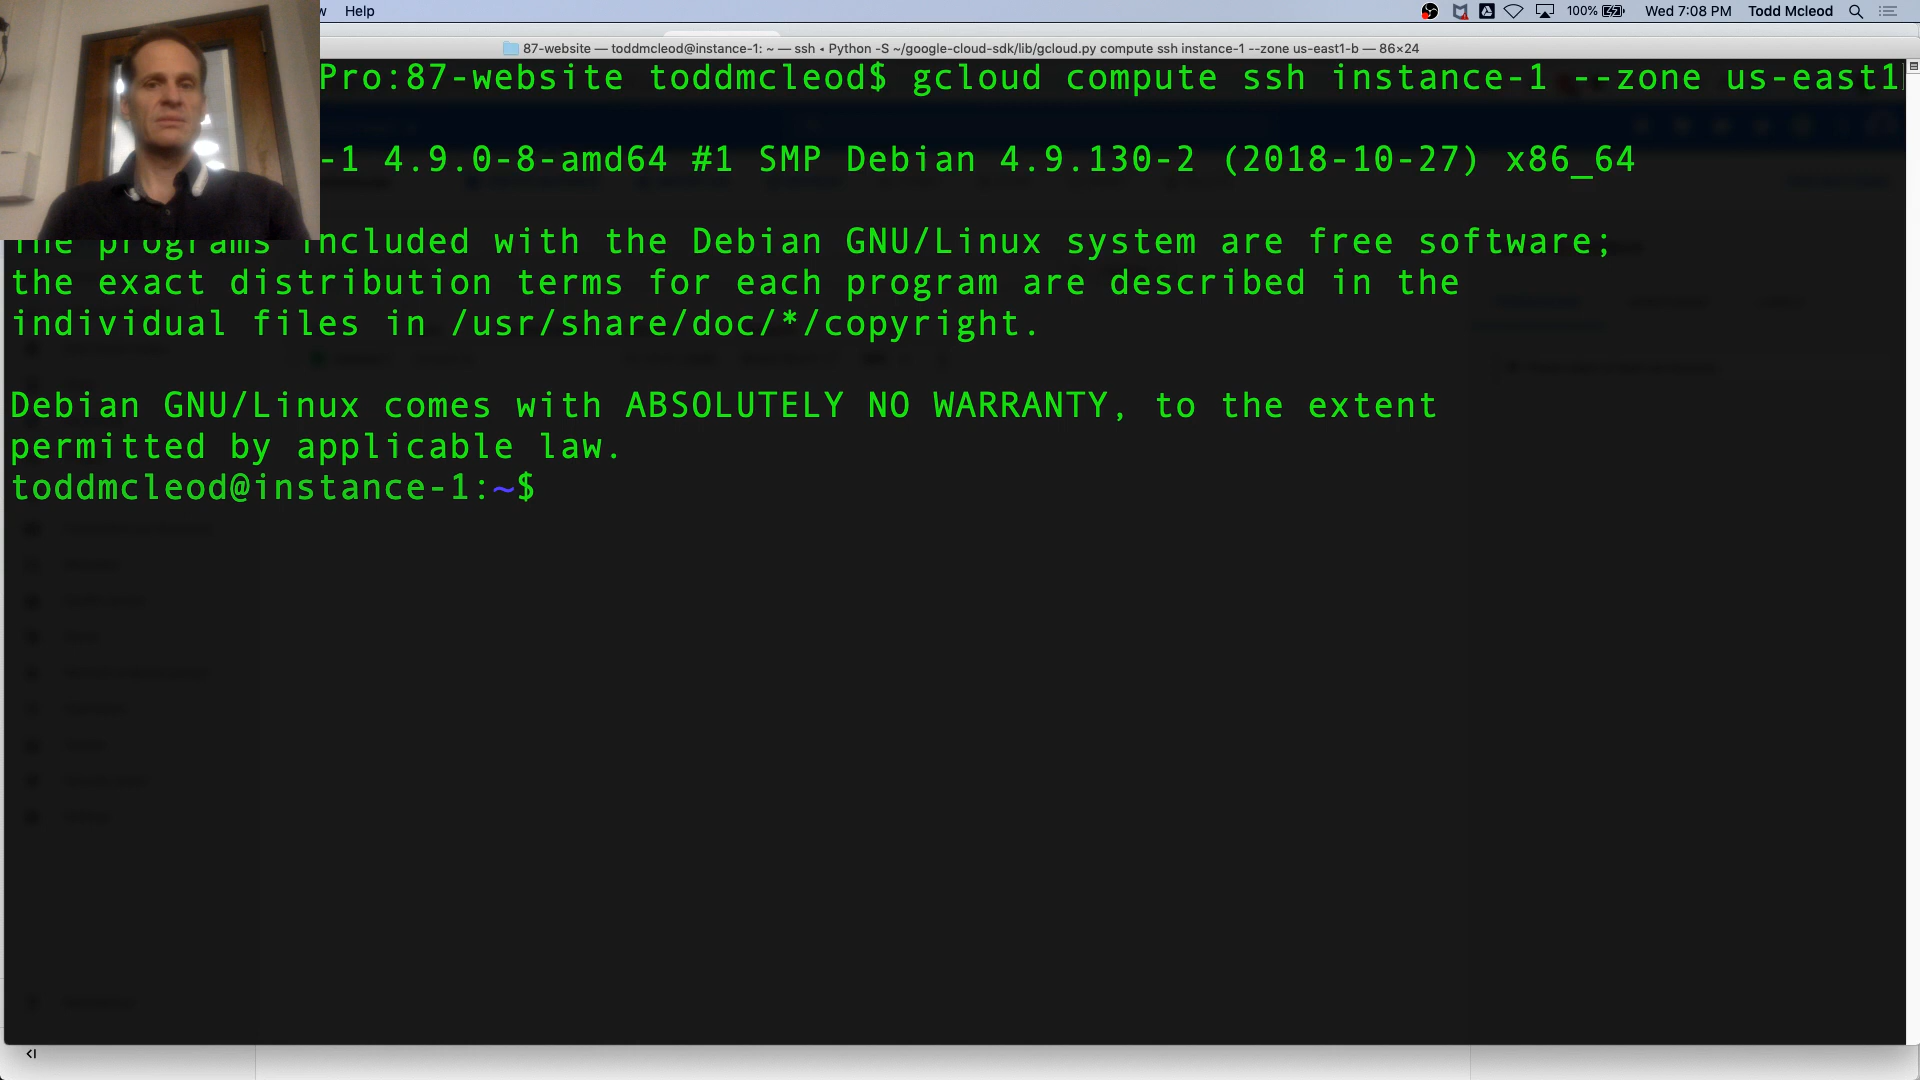 Help 100% Wed 7:08 PM Todd Mcleod
87-website — toddmcleod@instance-1: ~ — ssh ◂ Python -S ~/google-cloud-sdk/lib/gcloud.py compute ssh instance-1 --zone us-east1-b — 86×24
Pro:87-website toddmcleod$ gcloud compute ssh instance-1 --zone us-east1
-1 4.9.0-8-amd64 #1 SMP Debian 4.9.130-2 (2018-10-27) x86_64
The programs included with the Debian GNU/Linux system are free software;
the exact distribution terms for each program are described in the
individual files in /usr/share/doc/*/copyright.
Debian GNU/Linux comes with ABSOLUTELY NO WARRANTY, to the extent
permitted by applicable law.
toddmcleod@instance-1:~$